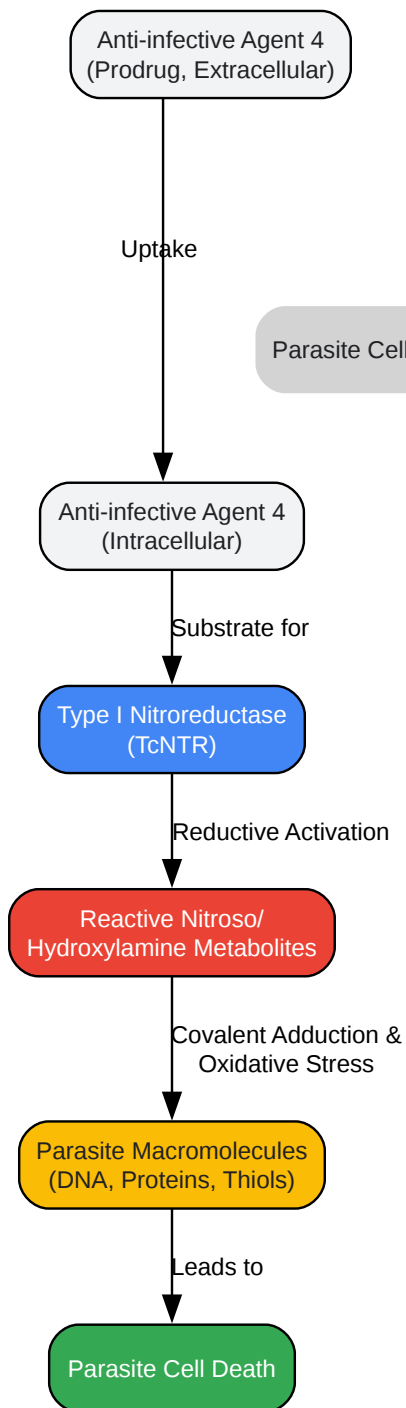 Anti-infective Agent 4
(Prodrug, Extracellular)
Uptake
Parasite Cell
Anti-infective Agent 4
(Intracellular)
Substrate for
Type I Nitroreductase
(TcNTR)
Reductive Activation
Reactive Nitroso/
Hydroxylamine Metabolites
Covalent Adduction &
Oxidative Stress
Parasite Macromolecules
(DNA, Proteins, Thiols)
Leads to
Parasite Cell Death